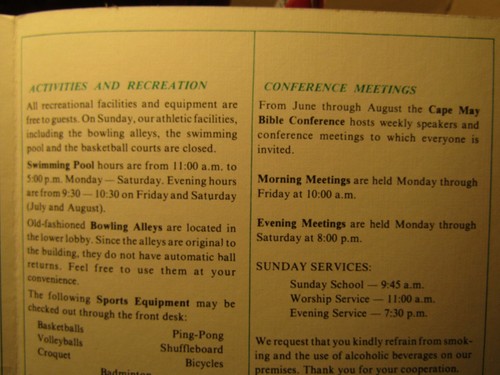 ACTIVITIES AND RECREATION
All recreational facilities and equipment are
free to guests. On Sunday, our athletic facilities,
including the bowling alleys, the swimming
pool and the basketball courts are closed.
Swimming Pool hours are from 11:00 a.m. to
5:00 p.m. Monday — Saturday. Evening hours
are from 9:30 — 10:30 on Friday and Saturday
(July and August).
Old-fashioned Bowling Alleys are located in
the lower lobby. Since the alleys are original to
the building, they do not have automatic ball
returns. Feel free to use them at your
convenience.
The following Sports Equipment may be
checked out through the front desk:
Basketballs
Volleyballs
Croquet
Ping-Pong
Shuffleboard
Bicycles
Badminton
CONFERENCE MEETINGS
From June through August the Cape May
Bible Conference hosts weekly speakers and
conference meetings to which everyone is
invited.
Morning Meetings are held Monday through
Friday at 10:00 a.m.
Evening Meetings are held Monday through
Saturday at 8:00 p.m.
SUNDAY SERVICES:
Sunday School — 9:45 a.m.
Worship Service — 11:00 a.m.
Evening Service — 7:30 p.m.
We request that you kindly refrain from smok-
ing and the use of alcoholic beverages on our
premises. Thank you for your cooperation.